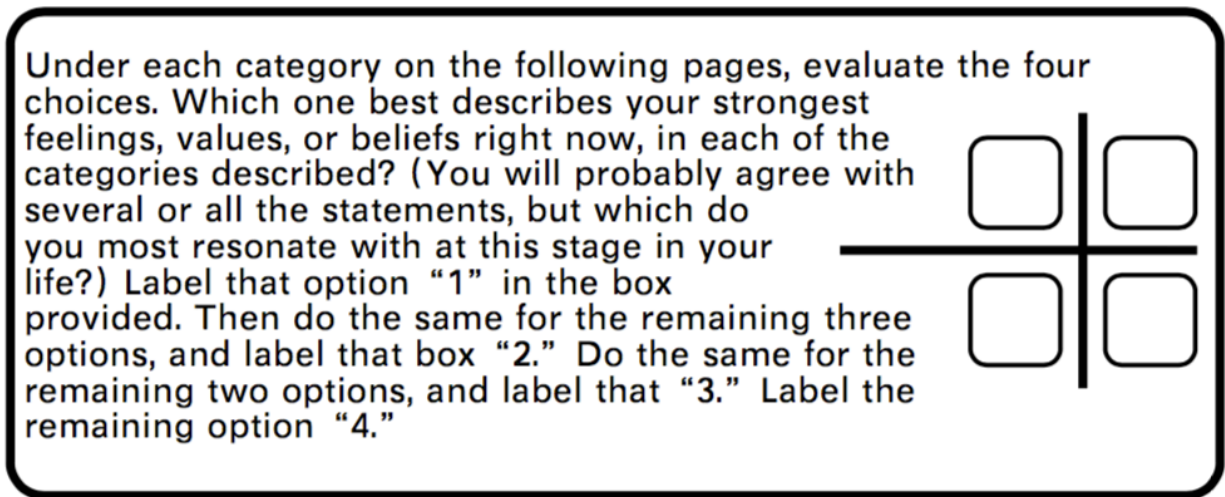 Under each category on the following pages, evaluate the four
choices. Which one best describes your strongest
feelings, values, or beliefs right now, in each of the
categories described? (You will probably agree with
several or all the statements, but which do
you most resonate with at this stage in your
life?) Label that option “1” in the box
provided. Then do the same for the remaining three
options, and label that box “2.” Do the same for the
remaining two options, and label that “3.” Label the
remaining option “4.”